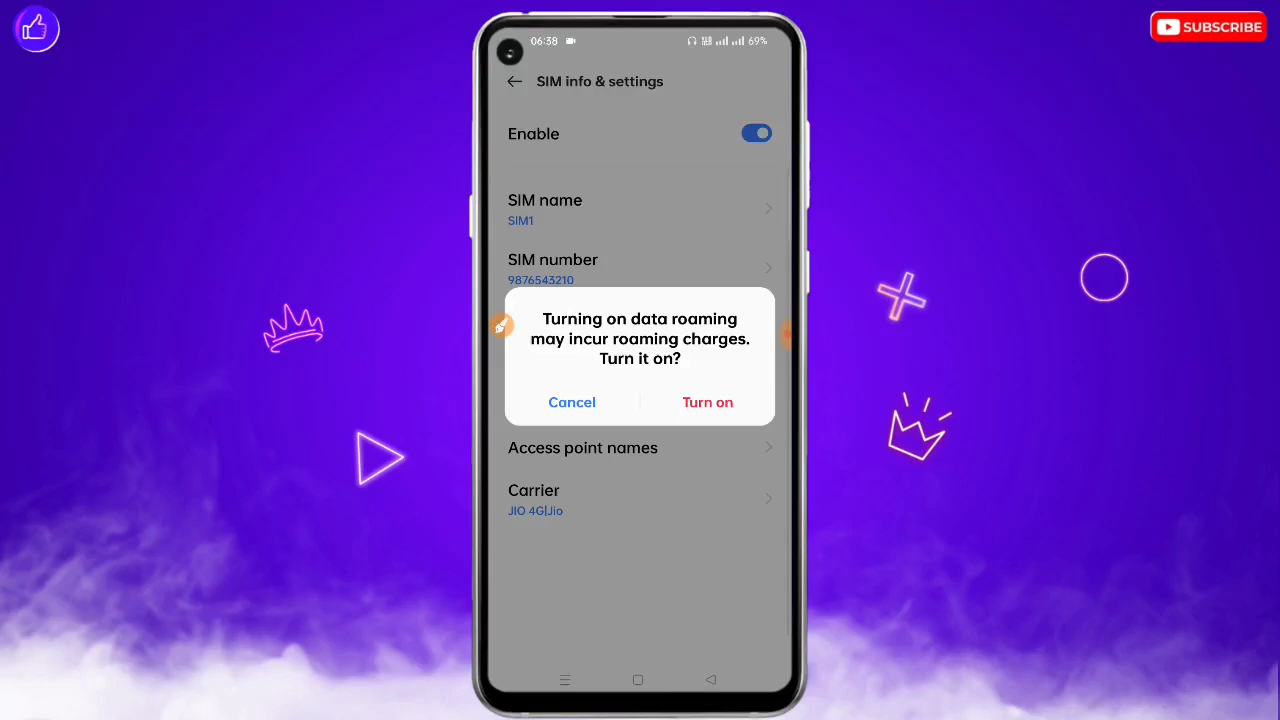 SUBSCRIBE
06:38
69%
SIM info & settings
Enable
SIM name
SIM1
SIM number
9876543210
Turning on data roaming
may incur roaming charges.
Turn it on?
Cancel
Turn on
Access point names
Carrier
JIO 4G|Jio